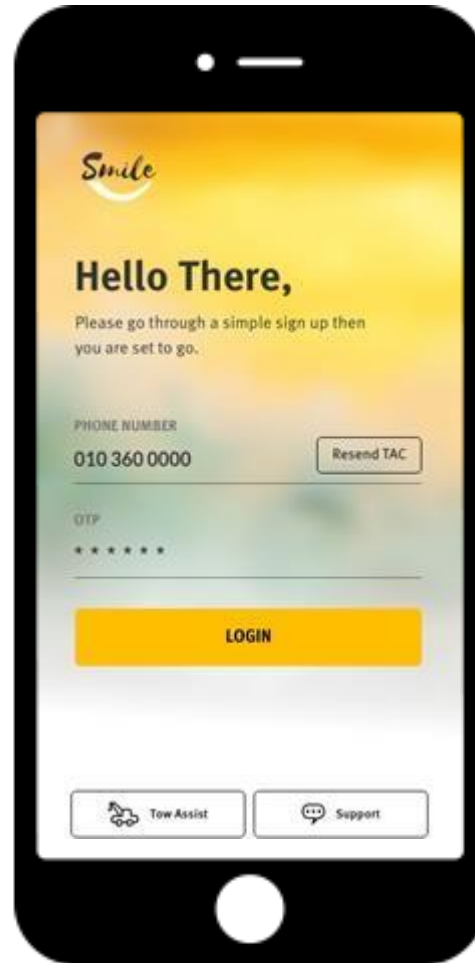 Smile
Hello There,
Please go through a simple sign up then
you are set to go.
PHONE NUMBER
010 360 0000
Resend TAC
OTP
* * * * * *
LOGIN
Tow Assist
Support